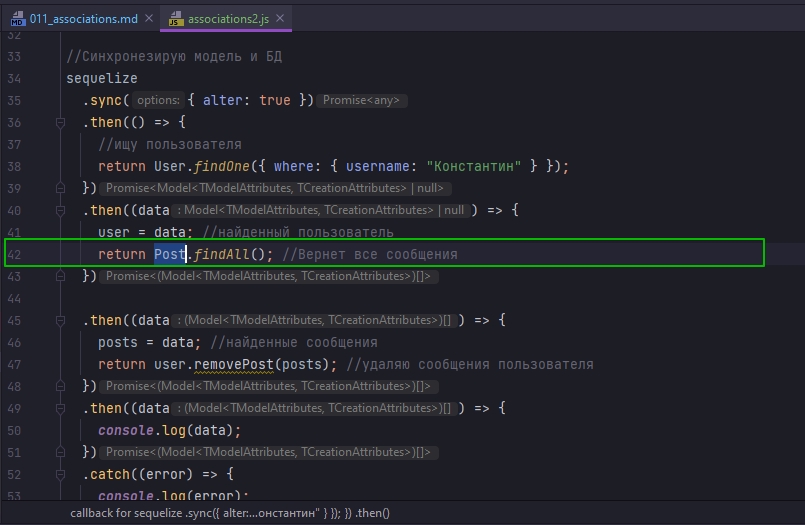 011_associations.md associations2.js
32
33 //Синхронезирую модель и БД
34 sequelize
35 .sync( options: { alter: true }) Promise<any>
36 .then(() => {
37 //ищу пользователя
38 return User.findOne({ where: { username: "Константин" } });
39 }) Promise<Model<TModelAttributes, TCreationAttributes> | null>
40 .then((data : Model<TModelAttributes, TCreationAttributes> | null ) => {
41 user = data; //найденный пользователь
42 return Post.findAll(); //Вернет все сообщения
43 }) Promise<(Model<TModelAttributes, TCreationAttributes>)[]>
44
45 .then((data : (Model<TModelAttributes, TCreationAttributes>)[] ) => {
46 posts = data; //найденные сообщения
47 return user.removePost(posts); //удаляю сообщения пользователя
48 }) Promise<(Model<TModelAttributes, TCreationAttributes>)[]>
49 .then((data : (Model<TModelAttributes, TCreationAttributes>)[] ) => {
50 console.log(data);
51 }) Promise<(Model<TModelAttributes, TCreationAttributes>)[]>
52 .catch((error) => {
53 console.log(error);
callback for sequelize .sync({ alter:...онстантин" } }); }) .then()